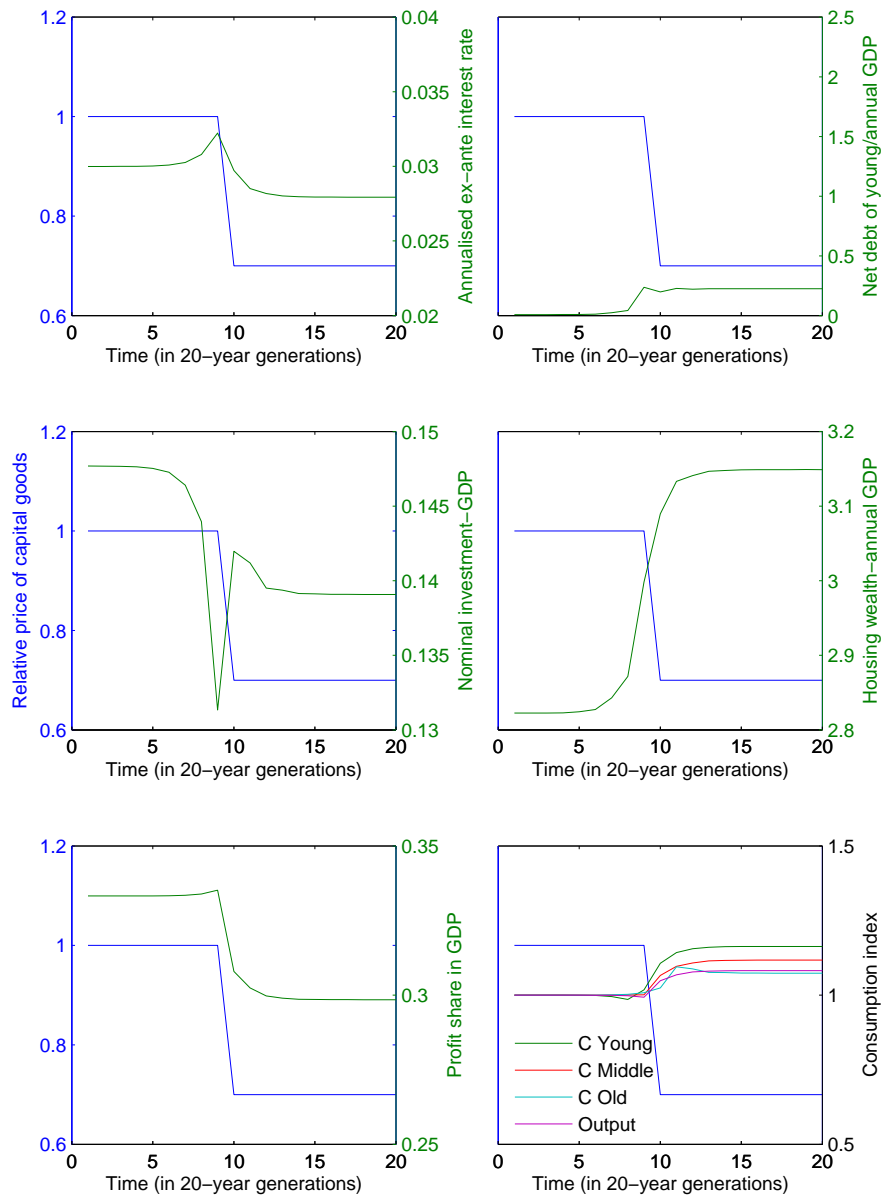 1.2
1
0.8
0.6
0.04
0.035
0.03
0.025
0.02
Annualised ex−ante interest rate
0 5 10 15 20
Time (in 20−year generations)
2.5
2
1.5
1
0.5
0
Net debt of young/annual GDP
0 5 10 15 20
Time (in 20−year generations)
Relative price of capital goods
1.2
1
0.8
0.6
0.15
0.145
0.14
0.135
0.13
Nominal investment−GDP
0 5 10 15 20
Time (in 20−year generations)
3.2
3.1
3
2.9
2.8
Housing wealth−annual GDP
0 5 10 15 20
Time (in 20−year generations)
1.2
1
0.8
0.6
0.35
0.3
0.25
Profit share in GDP
0 5 10 15 20
Time (in 20−year generations)
C Young
C Middle
C Old
Output
1.5
1
0.5
Consumption index
0 5 10 15 20
Time (in 20−year generations)